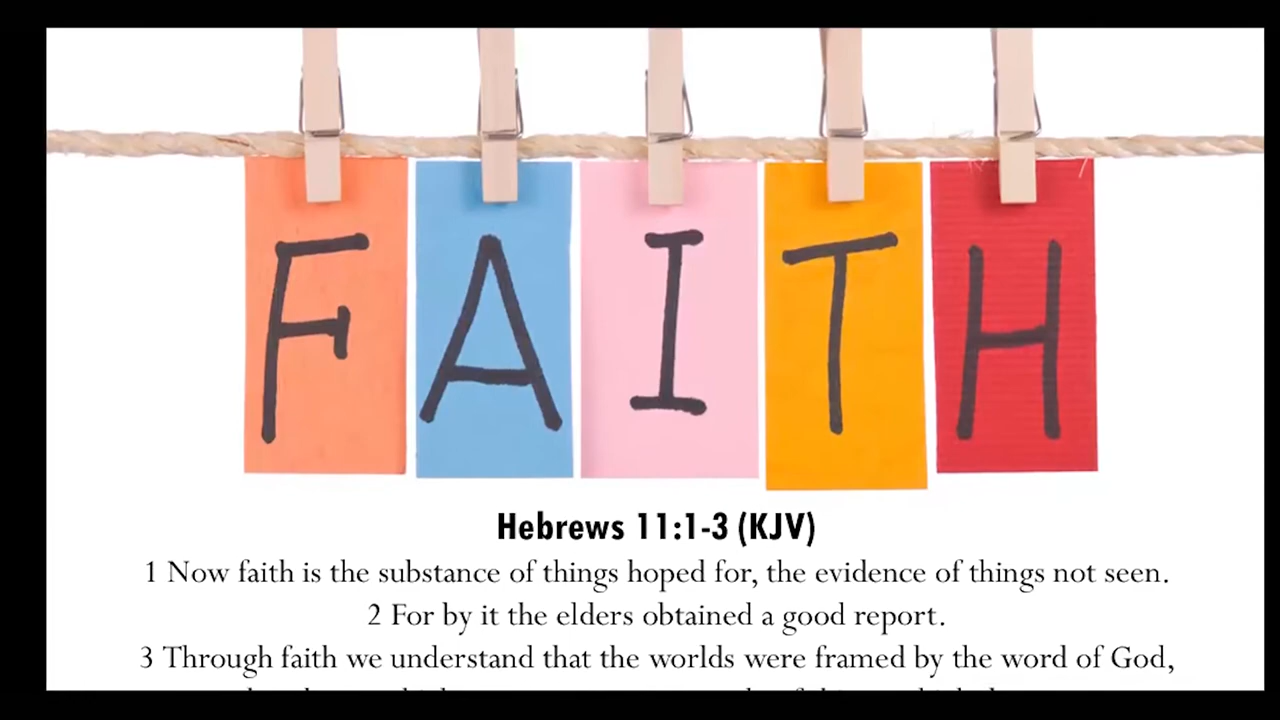 FAITH
Hebrews 11:1-3 (KJV)
1 Now faith is the substance of things hoped for, the evidence of things not seen.
2 For by it the elders obtained a good report.
3 Through faith we understand that the worlds were framed by the word of God,